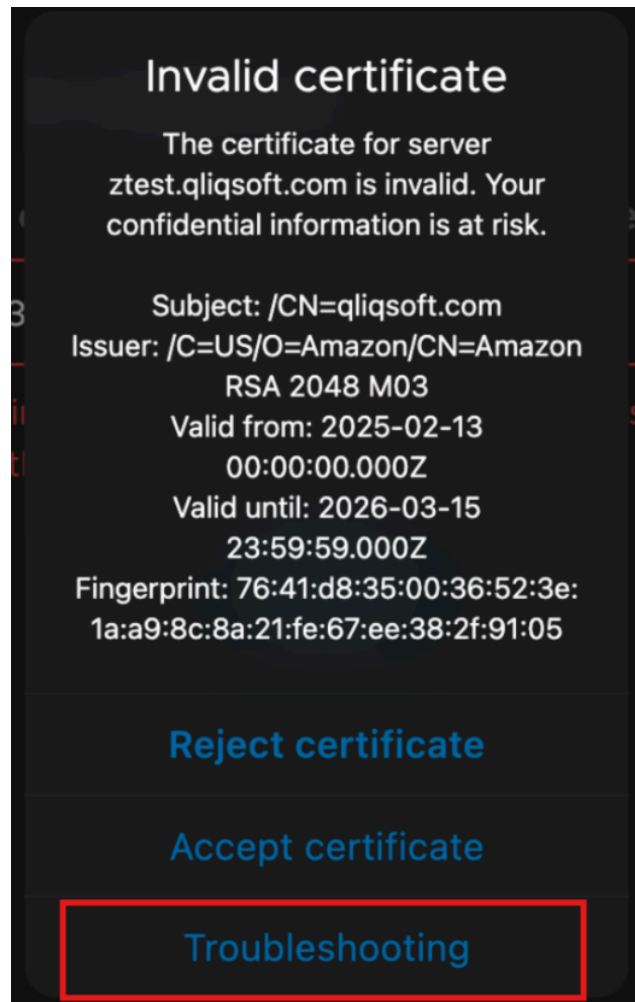 Invalid certificate
The certificate for server
ztest.qliqsoft.com is invalid. Your
confidential information is at risk.
Subject: /CN=qliqsoft.com
Issuer: /C=US/O=Amazon/CN=Amazon
RSA 2048 M03
Valid from: 2025-02-13
00:00:00.000Z
Valid until: 2026-03-15
23:59:59.000Z
Fingerprint: 76:41:d8:35:00:36:52:3e:
1a:a9:8c:8a:21:fe:67:ee:38:2f:91:05
Reject certificate
Accept certificate
Troubleshooting